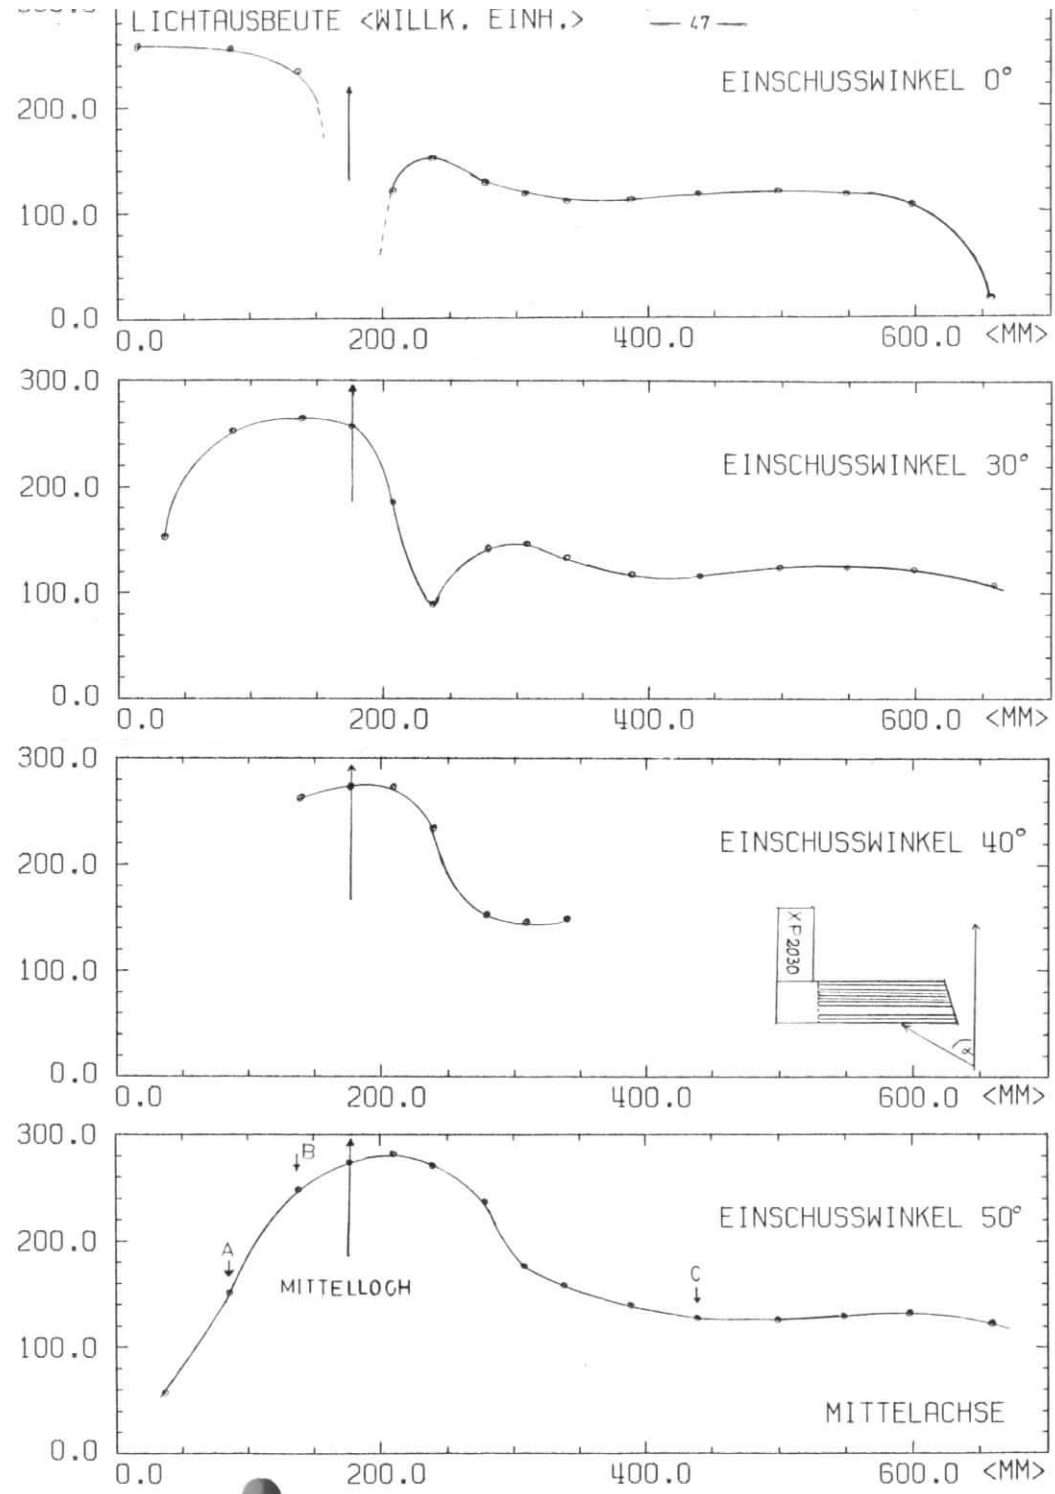 LICHTAUSBEUTE <WILLK. EINH.>
— 47 —
EINSCHUSSWINKEL 0°
200.0
100.0
0.0
0.0 200.0 400.0 600.0 <MM>
300.0
EINSCHUSSWINKEL 30°
200.0
100.0
0.0
0.0 200.0 400.0 600.0 <MM>
300.0
EINSCHUSSWINKEL 40°
200.0
XP2030
100.0
α
0.0
0.0 200.0 400.0 600.0 <MM>
300.0
B
EINSCHUSSWINKEL 50°
200.0
A
MITTELLOCH
C
100.0
MITTELACHSE
0.0
0.0 200.0 400.0 600.0 <MM>